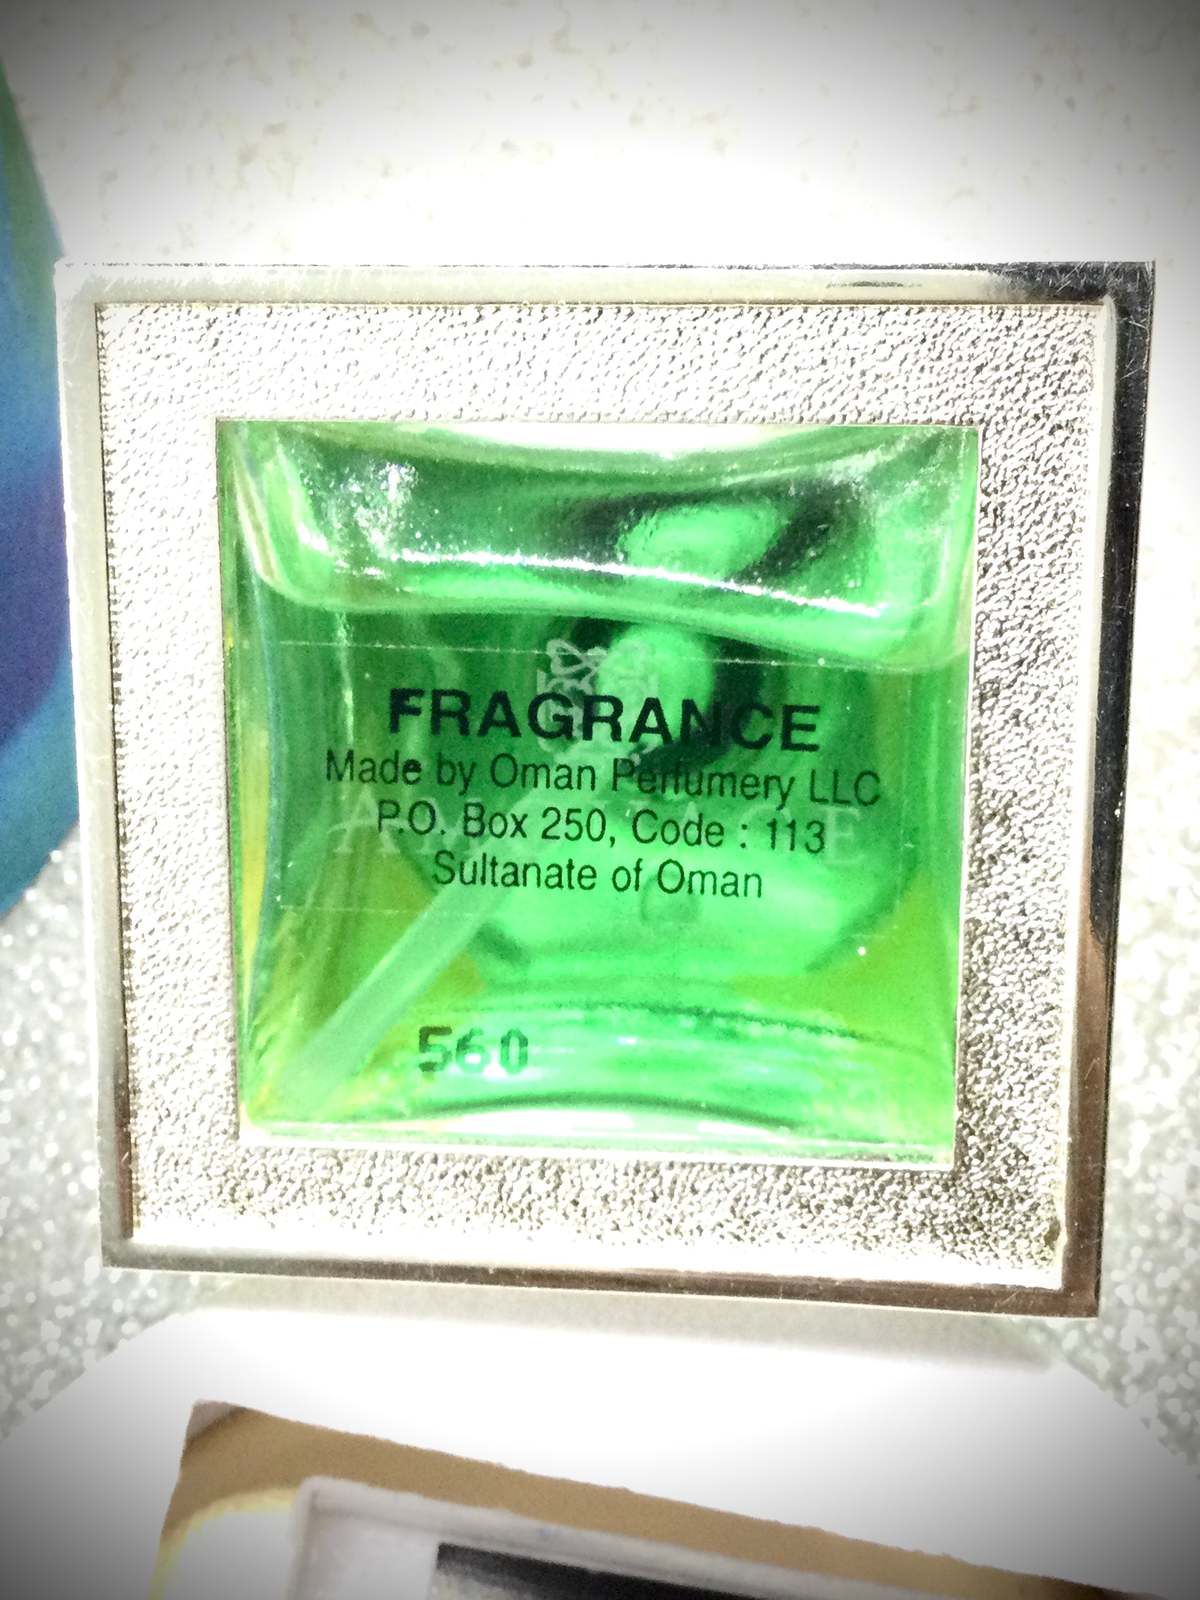 FRAGRANCE
Made by Oman Perfumery LLC
P.O. Box 250, Code : 113
Sultanate of Oman
560